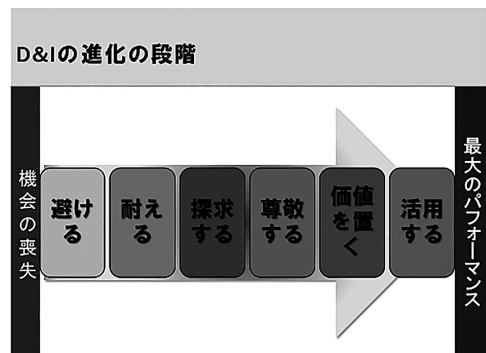 D&Iの進化の段階
機会の喪失
避け
る
耐え
る
探求
する
尊敬
する
価値
を置
く
活用
する
最大のパフォーマンス